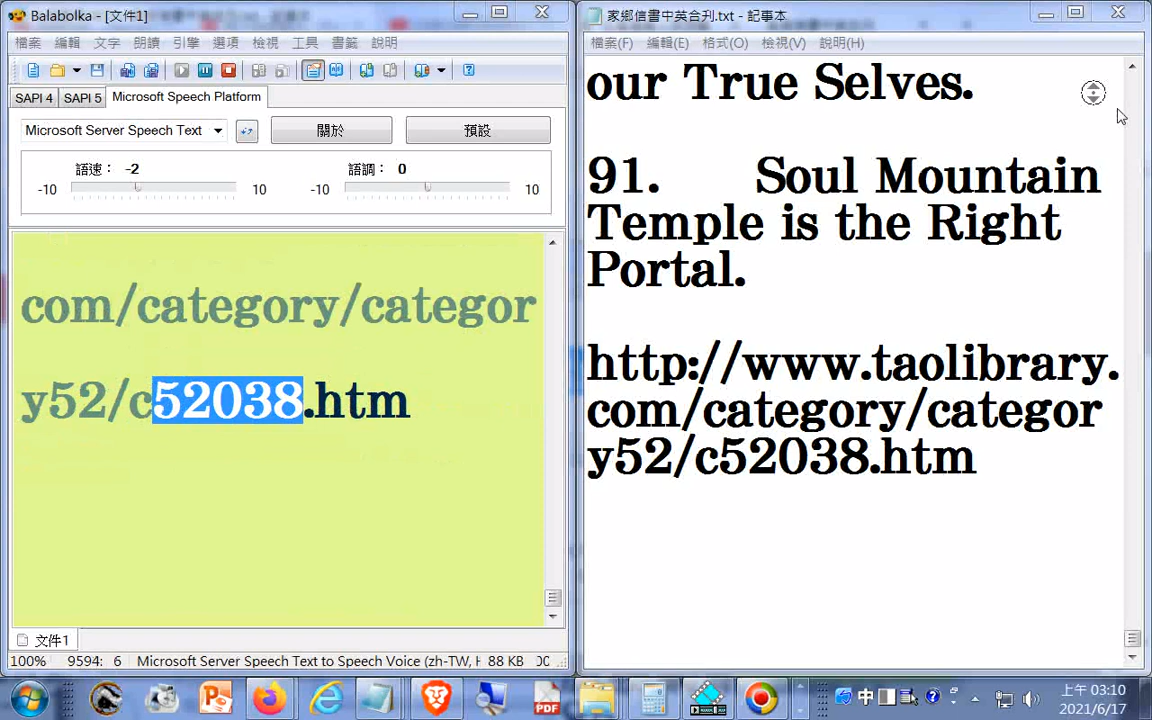 Balabolka - [文件1]
檔案 編輯 文字 朗讀 引擎 選項 檢視 工具 書籤 說明
SAPI 4 SAPI 5 Microsoft Speech Platform
Microsoft Server Speech Text 關於 預設
語速： -2 語調： 0
-10 10 -10 10
com/category/categor
y52/c52038.htm
文件1
100% 9594: 6 Microsoft Server Speech Text to Speech Voice (zh-TW, H 88 KB
家鄉信書中英合刋.txt - 記事本
檔案(F) 編輯(E) 格式(O) 檢視(V) 說明(H)
our True Selves.
91. Soul Mountain
Temple is the Right
Portal.
http://www.taolibrary.
com/category/categor
y52/c52038.htm
PDF
中
上午 03:10
2021/6/17